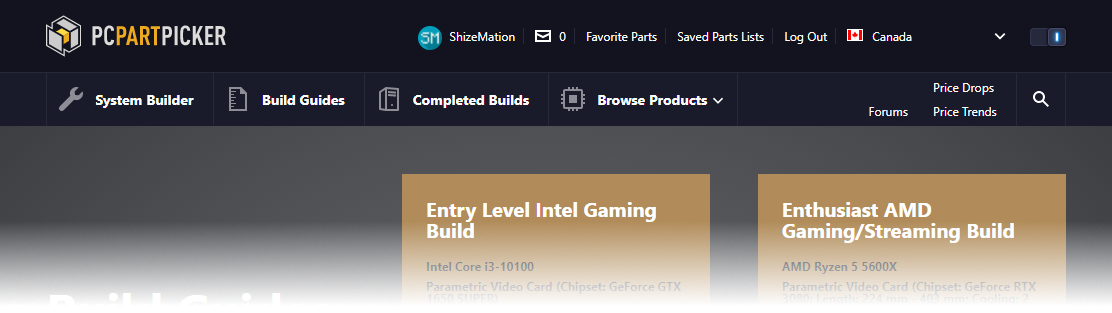 PCPARTPICKER
SM ShizeMation 0 Favorite Parts Saved Parts Lists Log Out Canada
System Builder Build Guides Completed Builds Browse Products
Price Drops
Forums Price Trends
Entry Level Intel Gaming
Build
Intel Core i3-10100
Parametric Video Card (Chipset: GeForce GTX
1650 SUPER)
Enthusiast AMD
Gaming/Streaming Build
AMD Ryzen 5 5600X
Parametric Video Card (Chipset: GeForce RTX
3080; Length: 224 mm - 403 mm; Cooling: 2